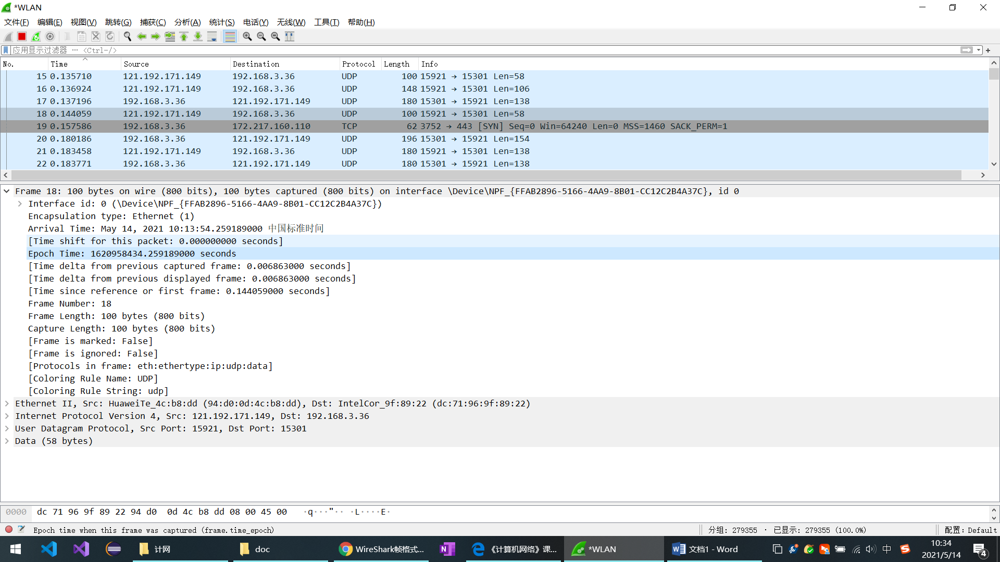 *WLAN
文件(F) 编辑(E) 视图(V) 跳转(G) 捕获(C) 分析(A) 统计(S) 电话(Y) 无线(W) 工具(T) 帮助(H)
应用显示过滤器 … <Ctrl-/>
No. Time Source Destination Protocol Length Info
15 0.135710 121.192.171.149 192.168.3.36 UDP 100 15921 → 15301 Len=58
16 0.136924 121.192.171.149 192.168.3.36 UDP 148 15921 → 15301 Len=106
17 0.137196 192.168.3.36 121.192.171.149 UDP 180 15301 → 15921 Len=138
18 0.144059 121.192.171.149 192.168.3.36 UDP 100 15921 → 15301 Len=58
19 0.157586 192.168.3.36 172.217.160.110 TCP 62 3752 → 443 [SYN] Seq=0 Win=64240 Len=0 MSS=1460 SACK_PERM=1
20 0.180186 192.168.3.36 121.192.171.149 UDP 196 15301 → 15921 Len=154
21 0.183458 121.192.171.149 192.168.3.36 UDP 180 15921 → 15301 Len=138
22 0.183771 192.168.3.36 121.192.171.149 UDP 180 15301 → 15921 Len=138
Frame 18: 100 bytes on wire (800 bits), 100 bytes captured (800 bits) on interface \Device\NPF_{FFAB2896-5166-4AA9-8B01-CC12C2B4A37C}, id 0
Interface id: 0 (\Device\NPF_{FFAB2896-5166-4AA9-8B01-CC12C2B4A37C})
Encapsulation type: Ethernet (1)
Arrival Time: May 14, 2021 10:13:54.259189000 中国标准时间
[Time shift for this packet: 0.000000000 seconds]
Epoch Time: 1620958434.259189000 seconds
[Time delta from previous captured frame: 0.006863000 seconds]
[Time delta from previous displayed frame: 0.006863000 seconds]
[Time since reference or first frame: 0.144059000 seconds]
Frame Number: 18
Frame Length: 100 bytes (800 bits)
Capture Length: 100 bytes (800 bits)
[Frame is marked: False]
[Frame is ignored: False]
[Protocols in frame: eth:ethertype:ip:udp:data]
[Coloring Rule Name: UDP]
[Coloring Rule String: udp]
Ethernet II, Src: HuaweiTe_4c:b8:dd (94:d0:0d:4c:b8:dd), Dst: IntelCor_9f:89:22 (dc:71:96:9f:89:22)
Internet Protocol Version 4, Src: 121.192.171.149, Dst: 192.168.3.36
User Datagram Protocol, Src Port: 15921, Dst Port: 15301
Data (58 bytes)
0000 dc 71 96 9f 89 22 94 d0 0d 4c b8 dd 08 00 45 00 ·q···"·· ·L····E·
Epoch time when this frame was captured (frame.time_epoch) 分组: 279355 · 已显示: 279355 (100.0%) 配置: Default
计网 doc WireShark帧格式... 《计算机网络》课... *WLAN 文档1 - Word 中 10:34
2021/5/14 4